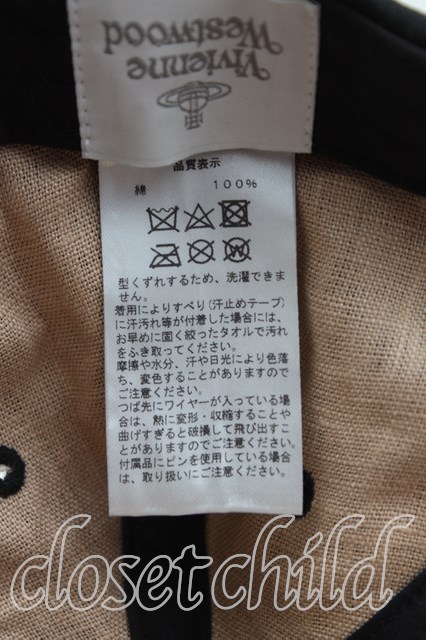 Vivienne
Westwood
品質表示
綿 100%
W
型くずれするため、洗濯できま
せん。
着用によりすべり(汗止めテープ)
に汗汚れ等が付着した場合には、
お早めに固く絞ったタオルで汚れ
をふき取ってください。
摩擦や水分、汗や日光により色落
ち、変色することがありますので
ご注意ください。
つば先にワイヤーが入っている場
合は、熱に変形・収縮することや
曲げすぎると破損して飛び出すこ
とがありますのでご注意ください。
付属品にピンを使用している場合
は、取り扱いにご注意ください。
closet child